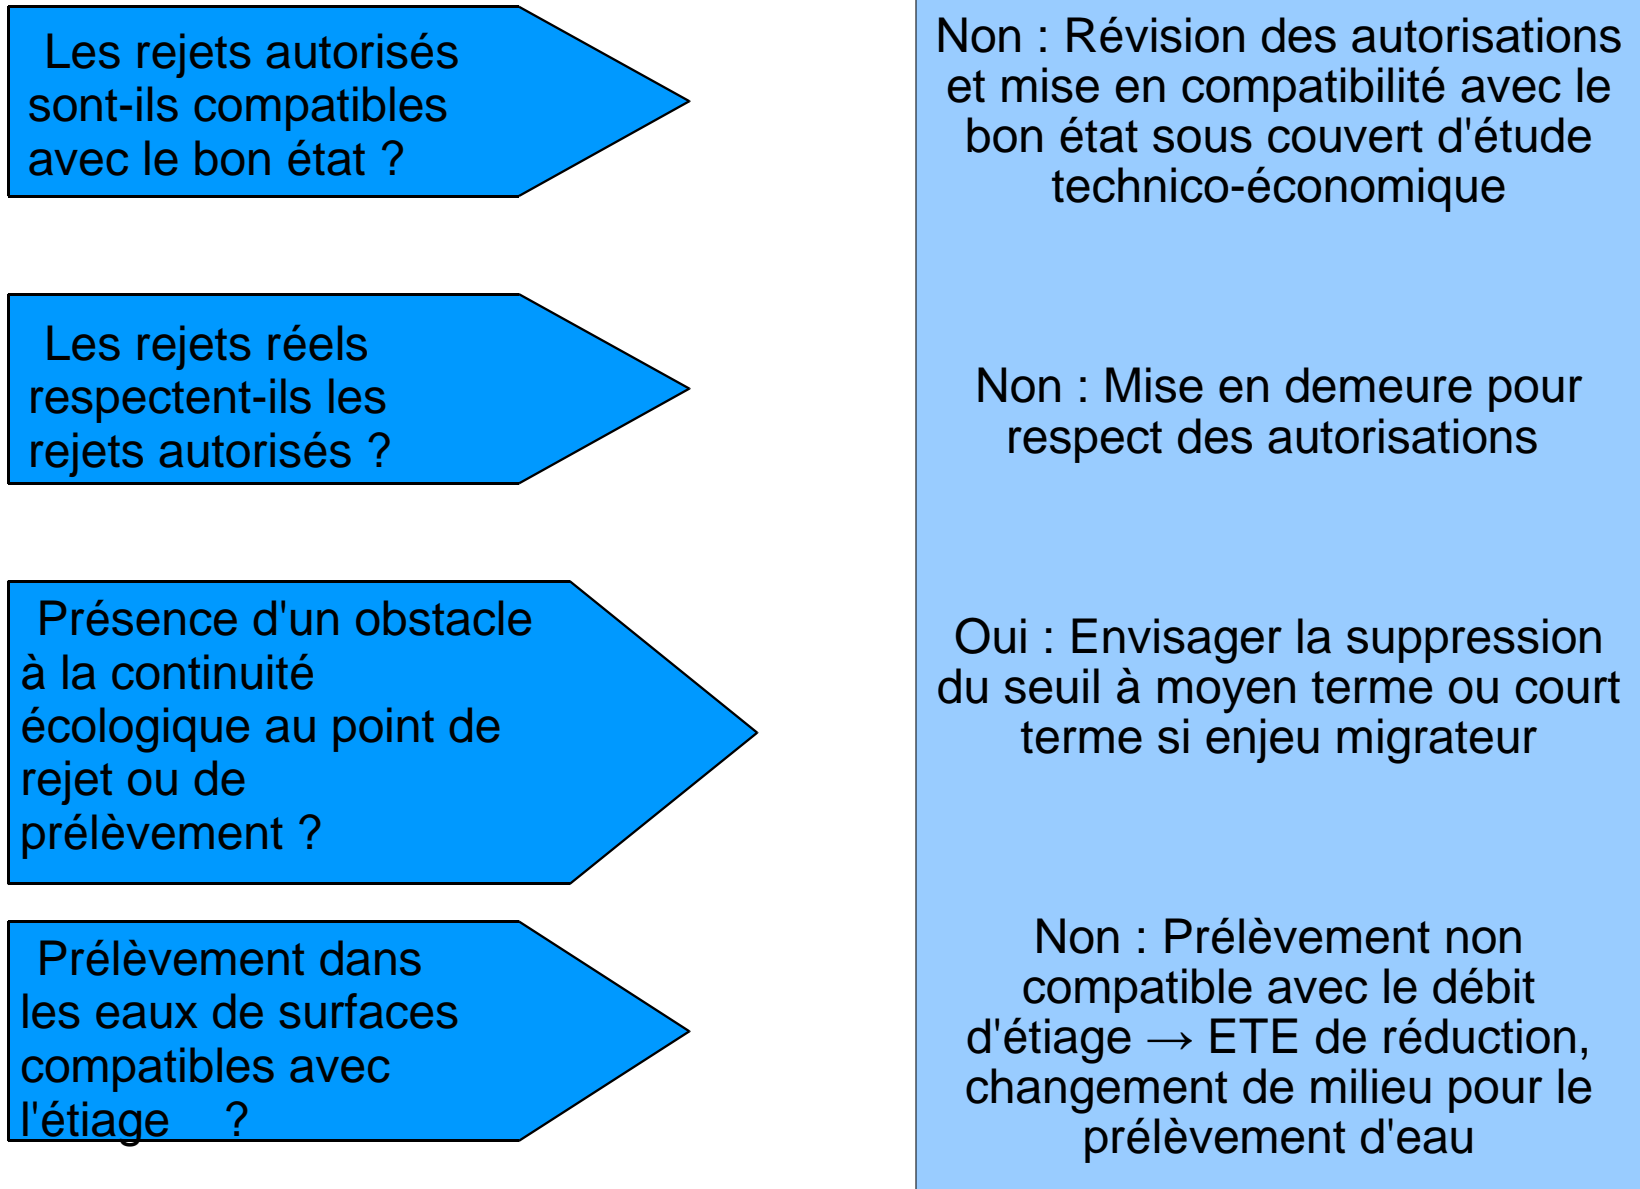 Les rejets autorisés
sont-ils compatibles
avec le bon état ?
Non : Révision des autorisations
et mise en compatibilité avec le
bon état sous couvert d'étude
technico-économique
Les rejets réels
respectent-ils les
rejets autorisés ?
Non : Mise en demeure pour
respect des autorisations
Présence d'un obstacle
à la continuité
écologique au point de
rejet ou de
prélèvement ?
Oui : Envisager la suppression
du seuil à moyen terme ou court
terme si enjeu migrateur
Prélèvement dans
les eaux de surfaces
compatibles avec
l'étiage ?
Non : Prélèvement non
compatible avec le débit
d'étiage → ETE de réduction,
changement de milieu pour le
prélèvement d'eau